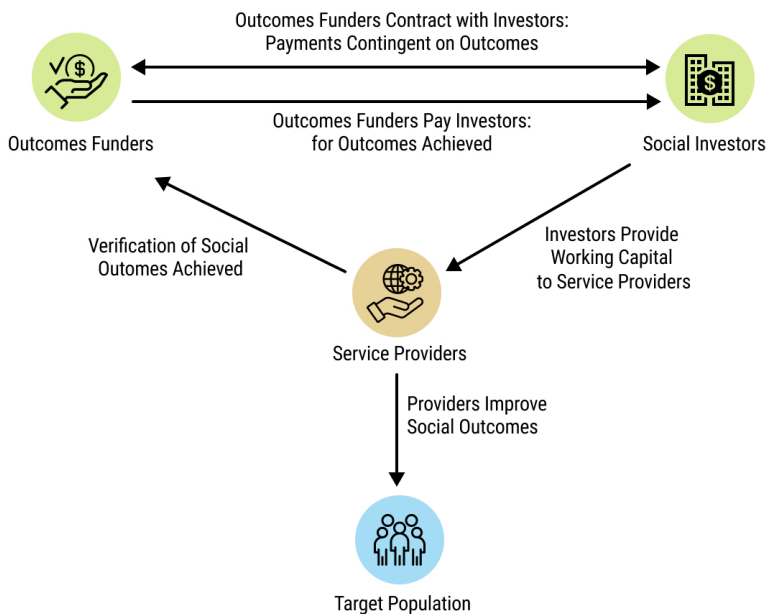 Outcomes Funders Contract with Investors:
Payments Contingent on Outcomes
$
$
Outcomes Funders
Outcomes Funders Pay Investors:
for Outcomes Achieved
Social Investors
Verification of Social
Outomes Achieved
Investors Provide
Working Capital
to Service Providers
Service Providers
Providers Improve
Social Outcomes
Target Population